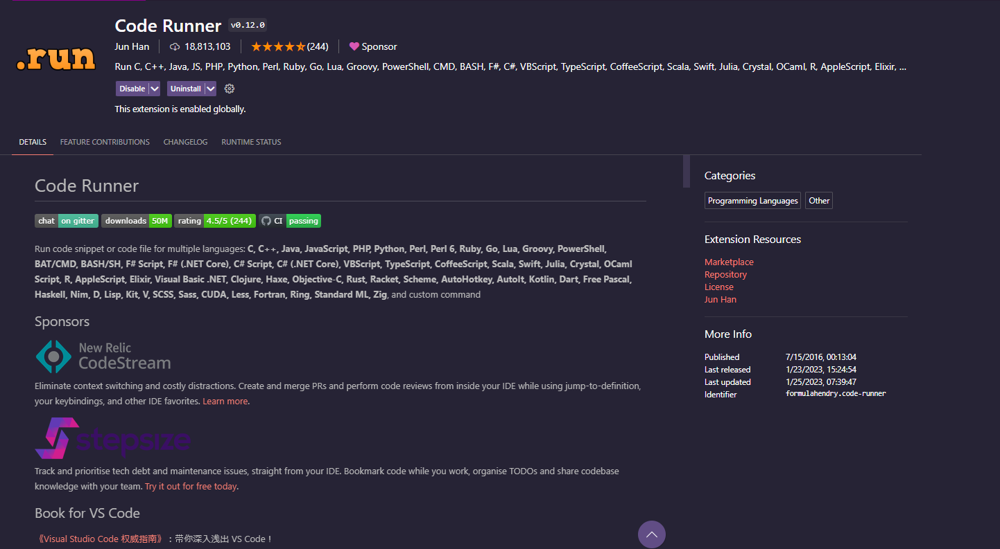 Code Runner v0.12.0
Jun Han 18,813,103 (244) Sponsor
.run
Run C, C++, Java, JS, PHP, Python, Perl, Ruby, Go, Lua, Groovy, PowerShell, CMD, BASH, F#, C#, VBScript, TypeScript, CoffeeScript, Scala, Swift, Julia, Crystal, OCaml, R, AppleScript, Elixir, ...
Disable Uninstall
This extension is enabled globally.
DETAILS FEATURE CONTRIBUTIONS CHANGELOG RUNTIME STATUS
Code Runner
chat on gitter downloads 50M rating 4.5/5 (244) CI passing
Run code snippet or code file for multiple languages: C, C++, Java, JavaScript, PHP, Python, Perl, Perl 6, Ruby, Go, Lua, Groovy, PowerShell,
BAT/CMD, BASH/SH, F# Script, F# (.NET Core), C# Script, C# (.NET Core), VBScript, TypeScript, CoffeeScript, Scala, Swift, Julia, Crystal, OCaml
Script, R, AppleScript, Elixir, Visual Basic .NET, Clojure, Haxe, Objective-C, Rust, Racket, Scheme, AutoHotkey, AutoIt, Kotlin, Dart, Free Pascal,
Haskell, Nim, D, Lisp, Kit, V, SCSS, Sass, CUDA, Less, Fortran, Ring, Standard ML, Zig, and custom command
Sponsors
New Relic
CodeStream
Eliminate context switching and costly distractions. Create and merge PRs and perform code reviews from inside your IDE while using jump-to-definition,
your keybindings, and other IDE favorites. Learn more.
stepsize
Track and prioritise tech debt and maintenance issues, straight from your IDE. Bookmark code while you work, organise TODOs and share codebase
knowledge with your team. Try it out for free today.
Book for VS Code
《Visual Studio Code 权威指南》：带你深入浅出 VS Code！
Categories
Programming Languages Other
Extension Resources
Marketplace
Repository
License
Jun Han
More Info
Published 7/15/2016, 00:13:04
Last released 1/23/2023, 15:24:54
Last updated 1/25/2023, 07:39:47
Identifier formulahendry.code-runner